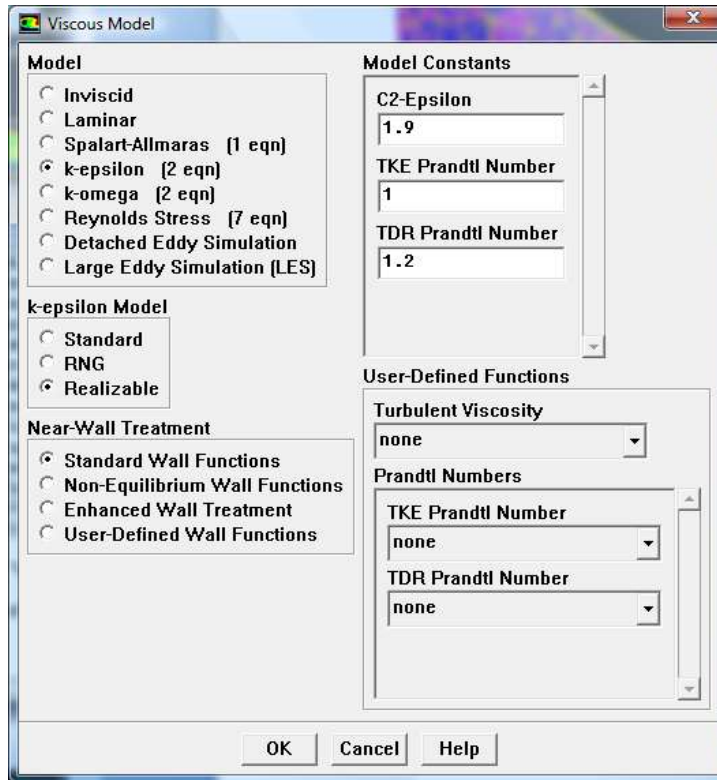 Viscous Model
Model
Inviscid
Laminar
Spalart-Allmaras (1 eqn)
k-epsilon (2 eqn)
k-omega (2 eqn)
Reynolds Stress (7 eqn)
Detached Eddy Simulation
Large Eddy Simulation (LES)
k-epsilon Model
Standard
RNG
Realizable
Near-Wall Treatment
Standard Wall Functions
Non-Equilibrium Wall Functions
Enhanced Wall Treatment
User-Defined Wall Functions
Model Constants
C2-Epsilon
1.9
TKE Prandtl Number
1
TDR Prandtl Number
1.2
User-Defined Functions
Turbulent Viscosity
none
Prandtl Numbers
TKE Prandtl Number
none
TDR Prandtl Number
none
OK
Cancel
Help